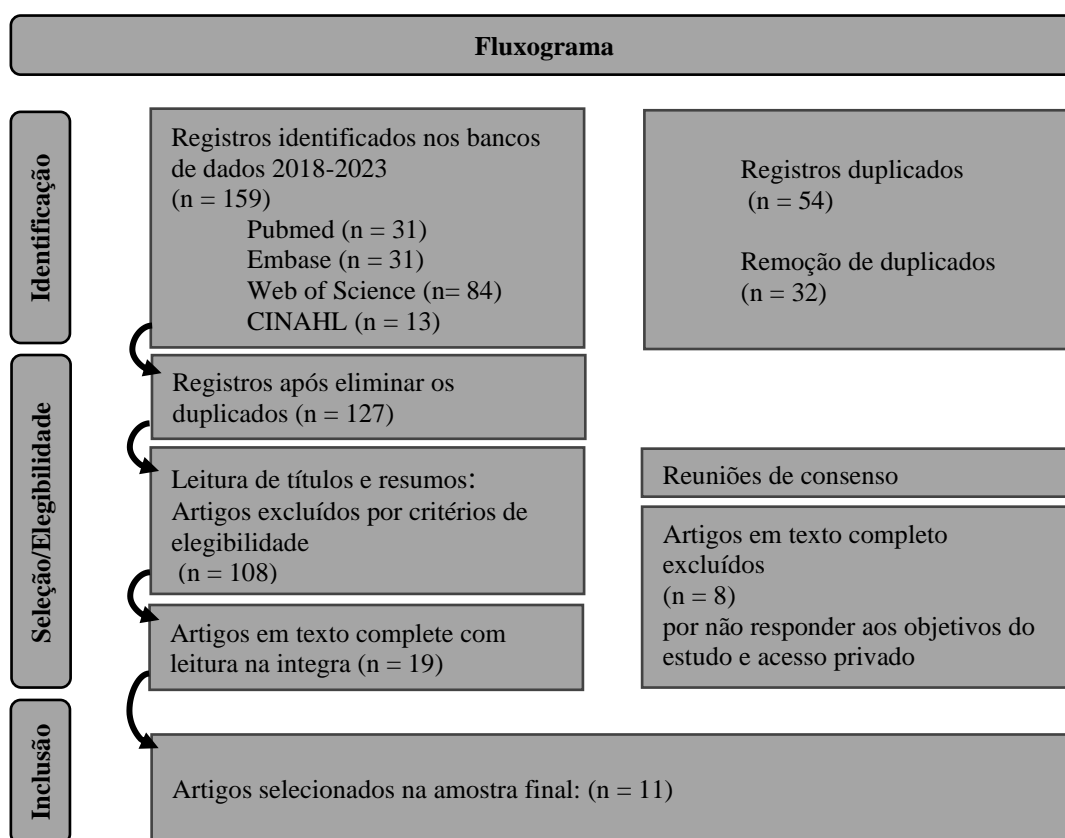 Fluxograma
Identificação
Registros identificados nos bancos
de dados 2018-2023
(n = 159)
Pubmed (n = 31)
Embase (n = 31)
Web of Science (n= 84)
CINAHL (n = 13)
Registros duplicados
(n = 54)
Remoção de duplicados
(n = 32)
Seleção/Elegibilidade
Registros após eliminar os
duplicados (n = 127)
Leitura de títulos e resumos:
Artigos excluídos por critérios de
elegibilidade
(n = 108)
Reuniões de consenso
Artigos em texto completo
excluídos
(n = 8)
por não responder aos objetivos do
estudo e acesso privado
Artigos em texto complete com
leitura na integra (n = 19)
Inclusão
Artigos selecionados na amostra final: (n = 11)